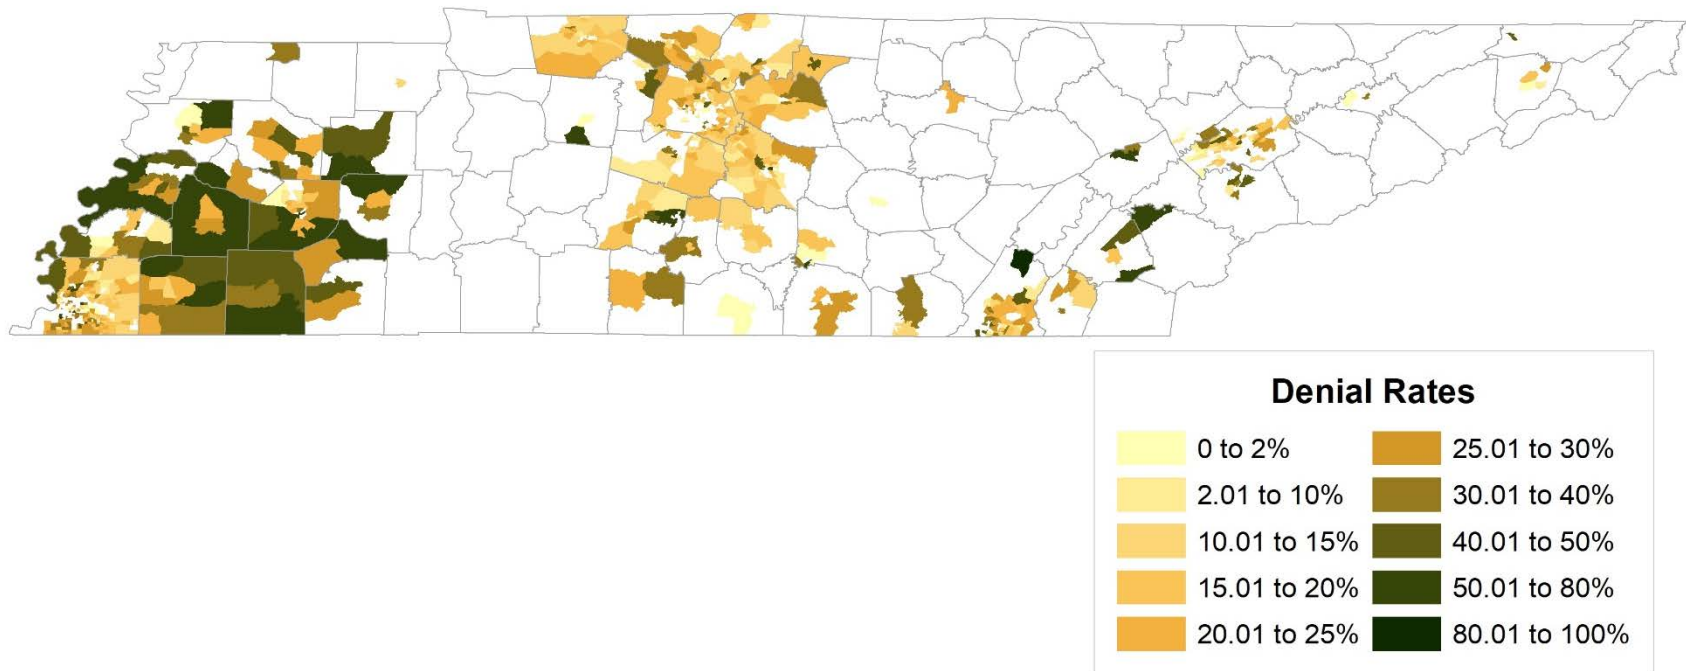 Denial Rates
0 to 2%
25.01 to 30%
2.01 to 10%
30.01 to 40%
10.01 to 15%
40.01 to 50%
15.01 to 20%
50.01 to 80%
20.01 to 25%
80.01 to 100%